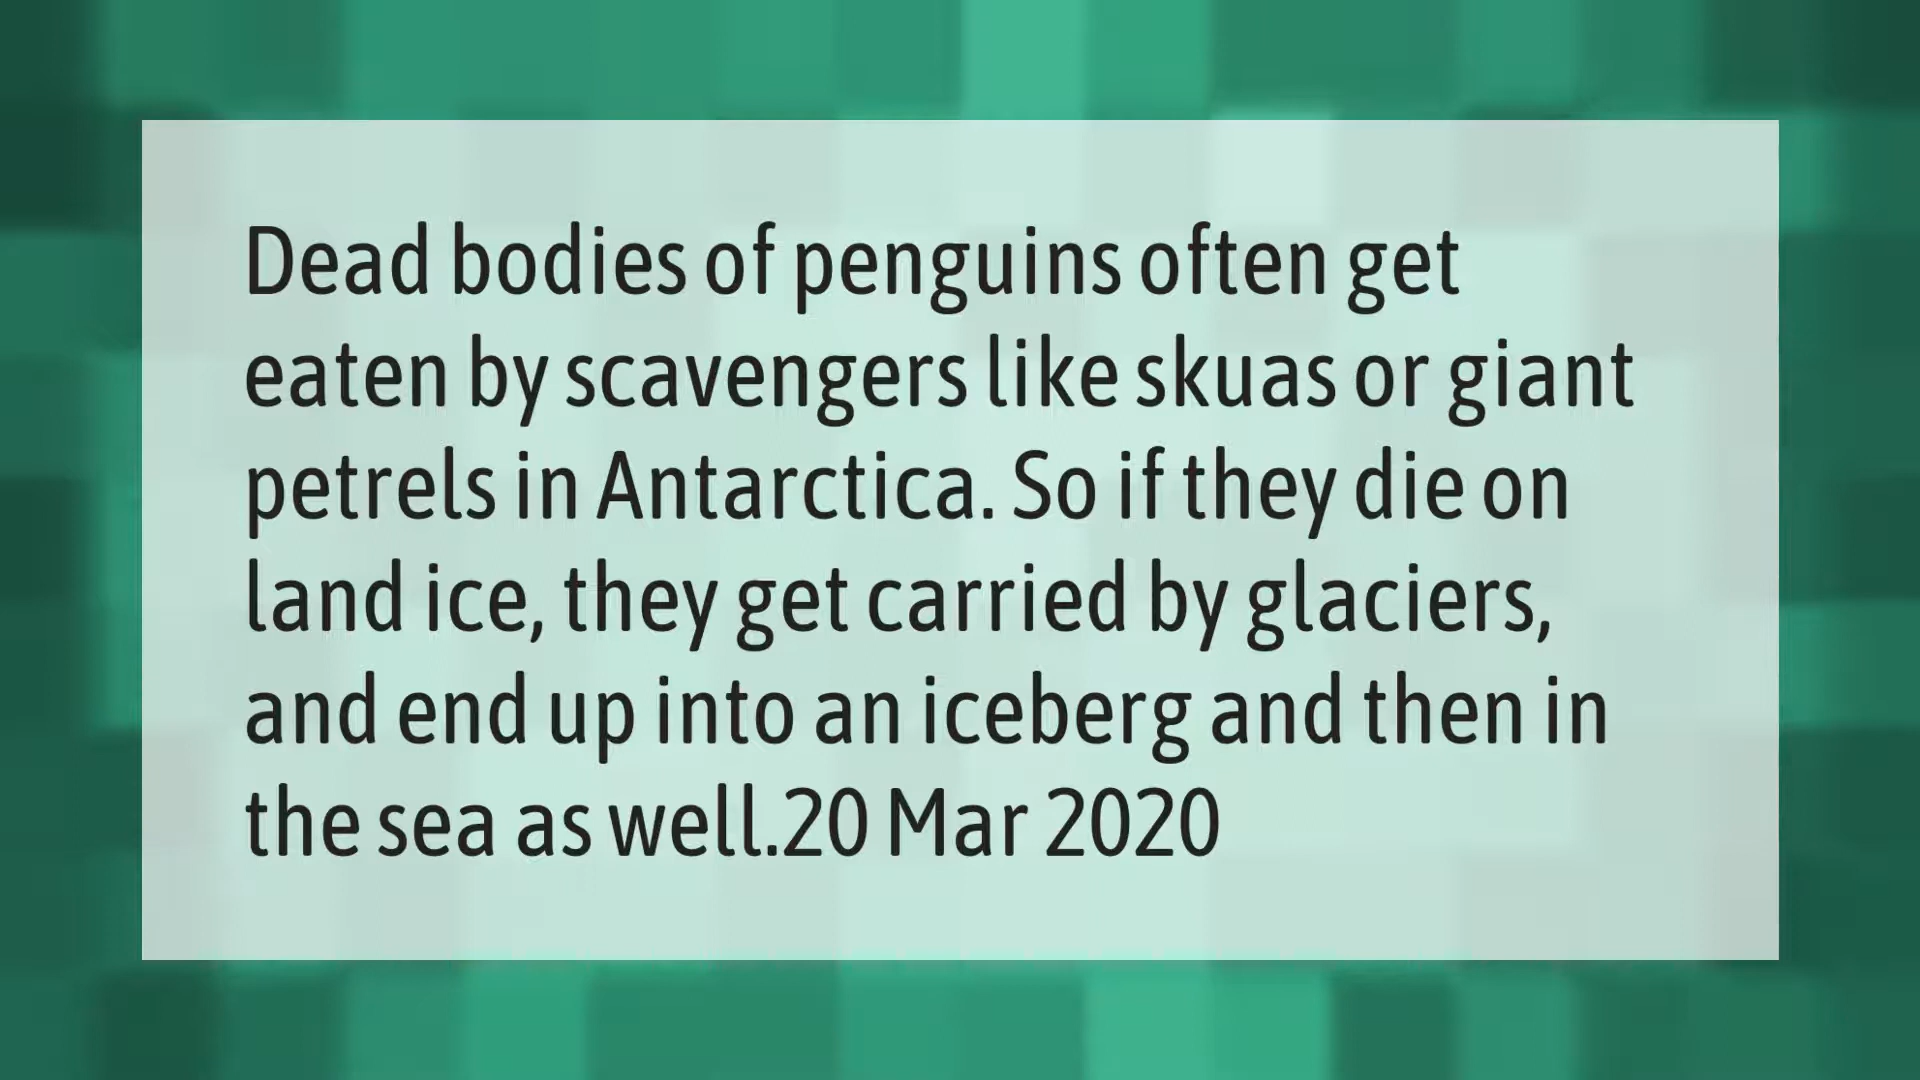 Dead bodies of penguins often get
eaten by scavengers like skuas or giant
petrels in Antarctica. So if they die on
land ice, they get carried by glaciers,
and end up into an iceberg and then in
the sea as well.20 Mar 2020